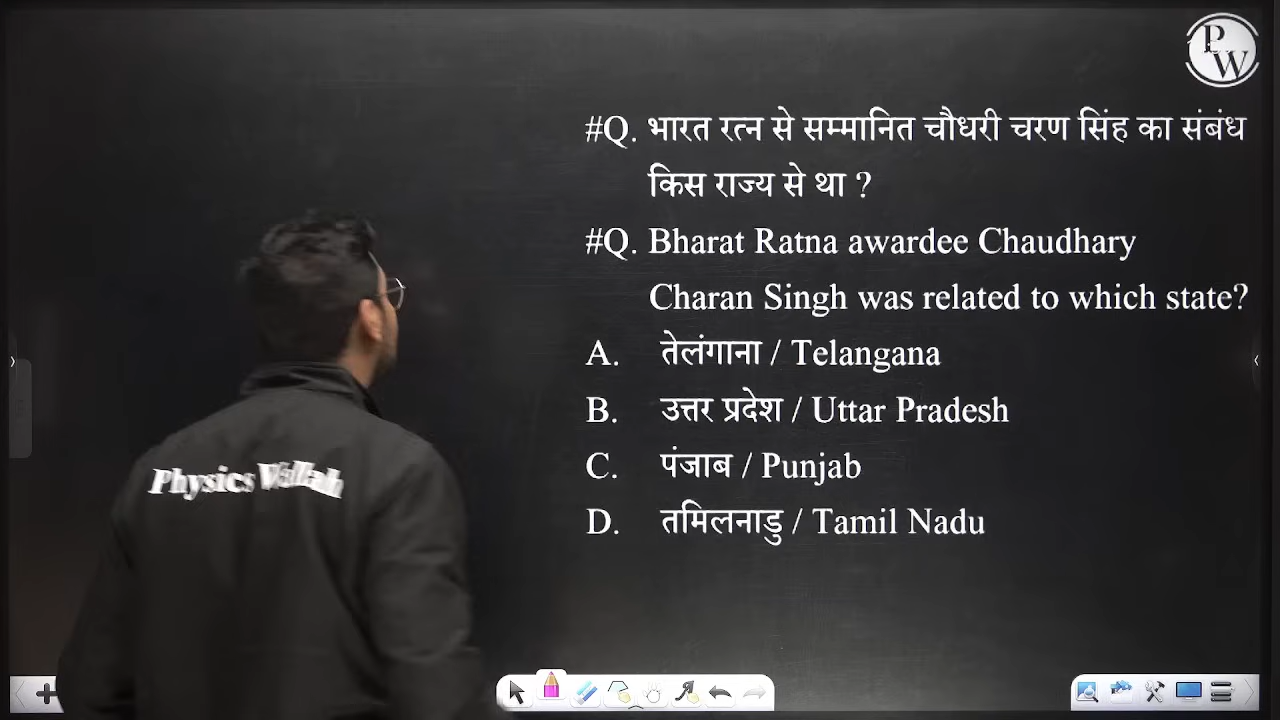 PW
#Q. भारत रत्न से सम्मानित चौधरी चरण सिंह का संबंध
किस राज्य से था ?
#Q. Bharat Ratna awardee Chaudhary
Charan Singh was related to which state?
A. तेलंगाना / Telangana
B. उत्तर प्रदेश / Uttar Pradesh
C. पंजाब / Punjab
D. तमिलनाडु / Tamil Nadu
Physics Wallah